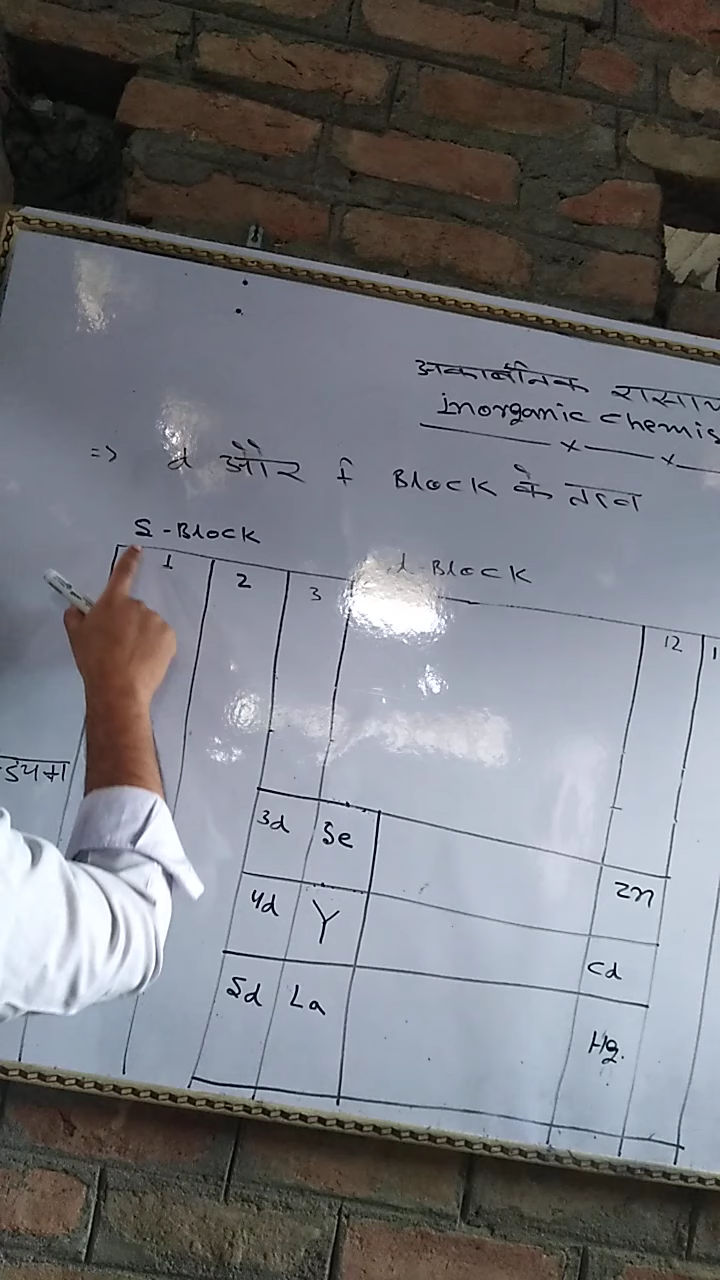 अकार्बनिक
inorganic chemis
x x
=> d और f Block के तत्व
S-Block
d-Block
1 2 3 12 1
3d Se Zn
4d Y Cd
5d La Hg.